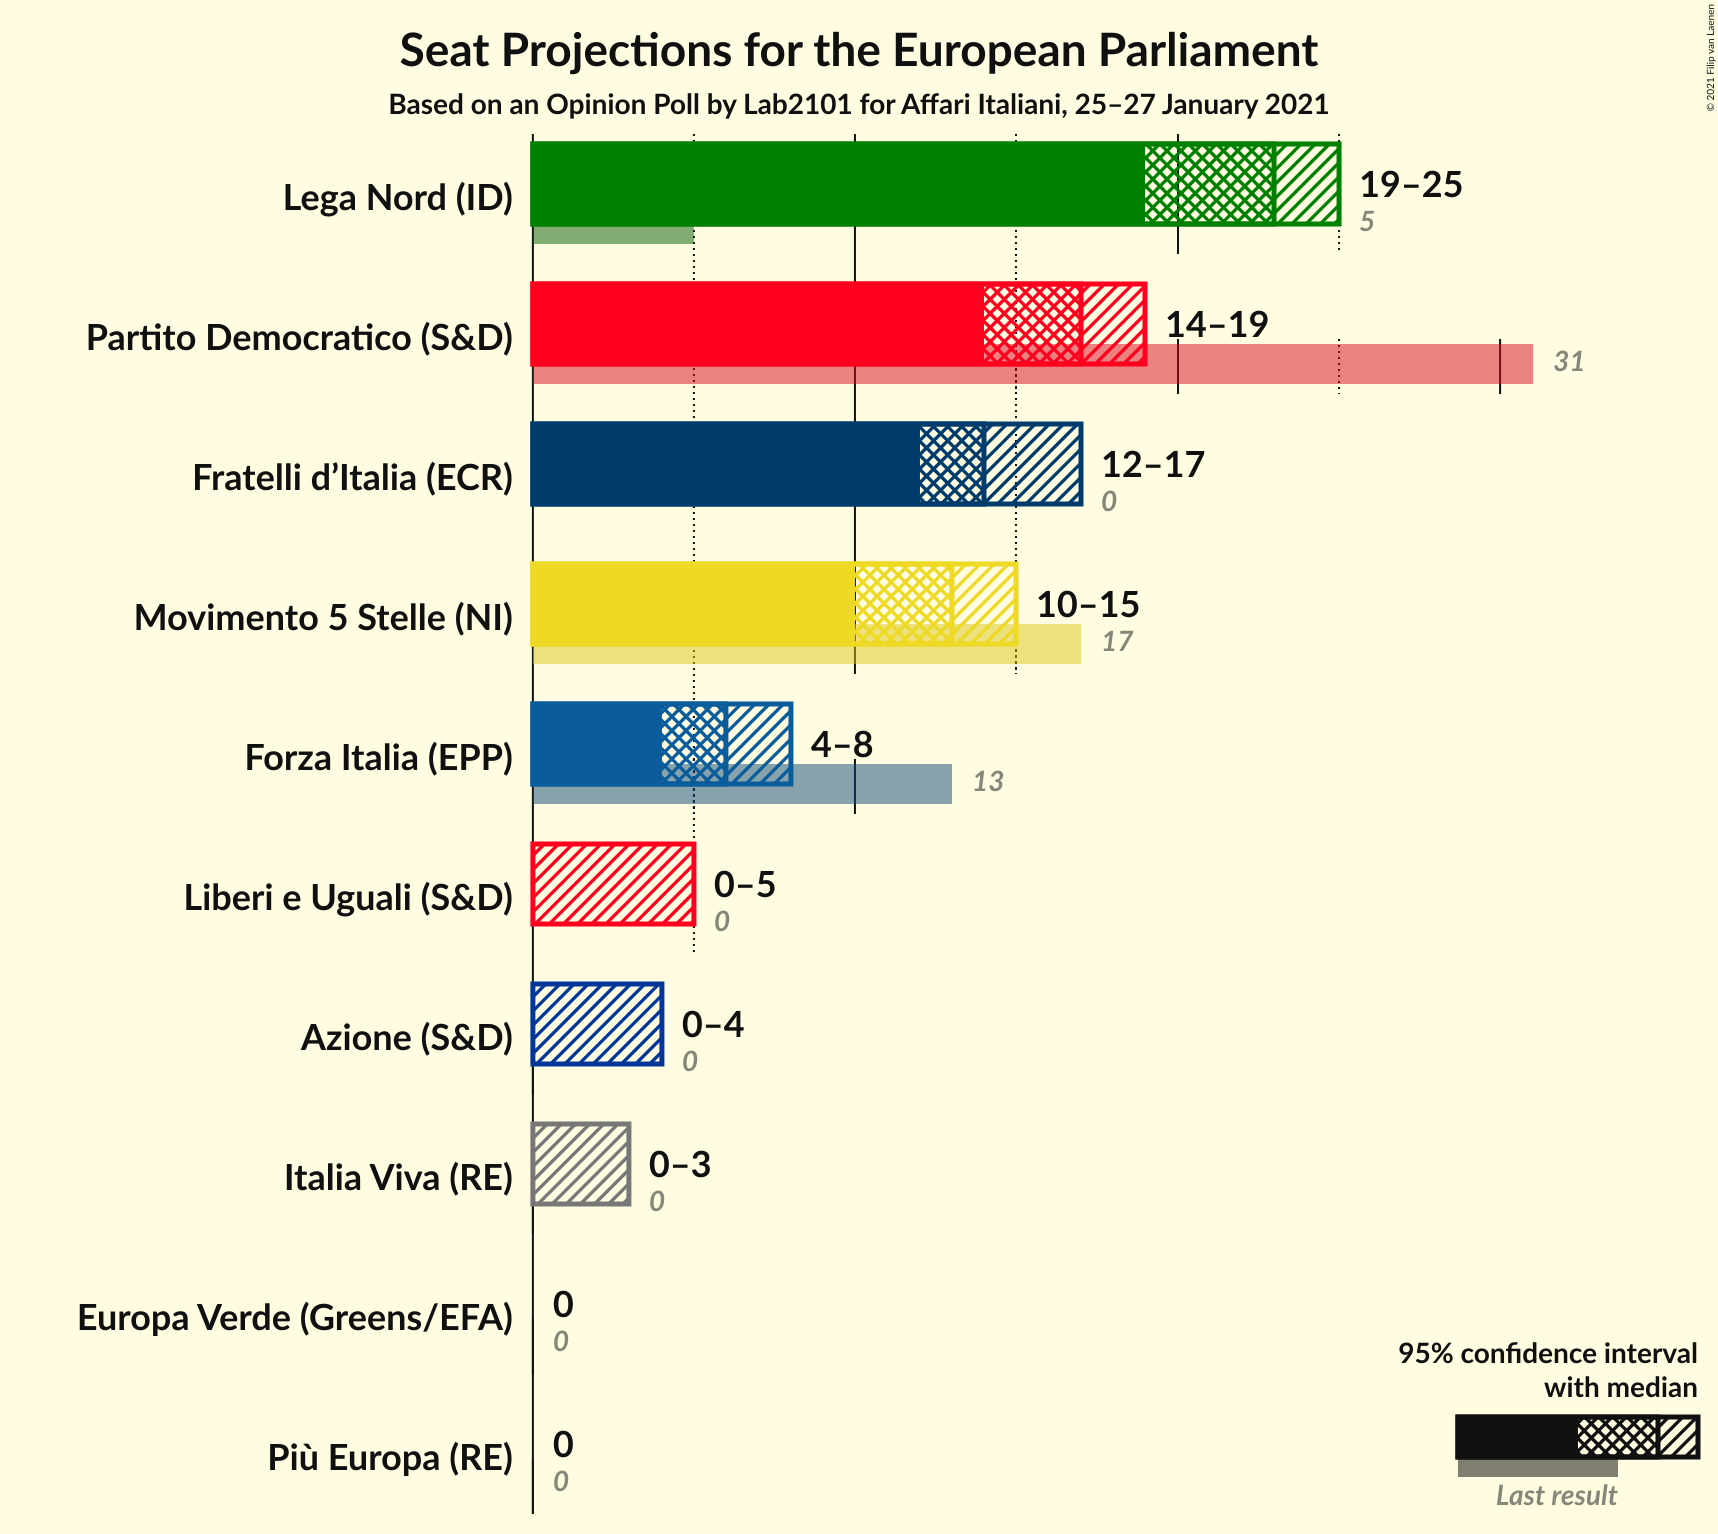 Seat Projections for the European Parliament
Based on an Opinion Poll by Lab2101 for Affari Italiani, 25–27 January 2021
© 2021 Filip van Laenen
Lega Nord (ID)
19–25
5
Partito Democratico (S&D)
14–19
31
Fratelli d’Italia (ECR)
12–17
0
Movimento 5 Stelle (NI)
10–15
17
Forza Italia (EPP)
4–8
13
Liberi e Uguali (S&D)
0–5
0
Azione (S&D)
0–4
0
Italia Viva (RE)
0–3
0
Europa Verde (Greens/EFA)
0
0
Più Europa (RE)
0
0
95% confidence interval
with median
Last result